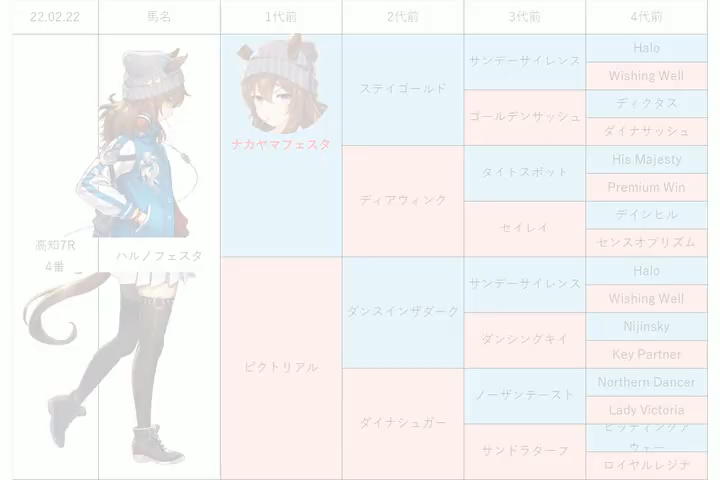 22.02.22 馬名 1代前 2代前 3代前 4代前
高知7R
4番
ハルノフェスタ
ナカヤマフェスタ
ステイゴールド
サンデーサイレンス
Halo
Wishing Well
ゴールデンサッシュ
ディクタス
ダイナサッシュ
ディアウィンク
タイトスポット
His Majesty
Premium Win
セイレイ
デインヒル
センスオブリズム
ピクトリアル
ダンスインザダーク
サンデーサイレンス
Halo
Wishing Well
ダンシングキイ
Nijinsky
Key Partner
ダイナシュガー
ノーザンテースト
Northern Dancer
Lady Victoria
サンドラターフ
ロイヤルレジナ